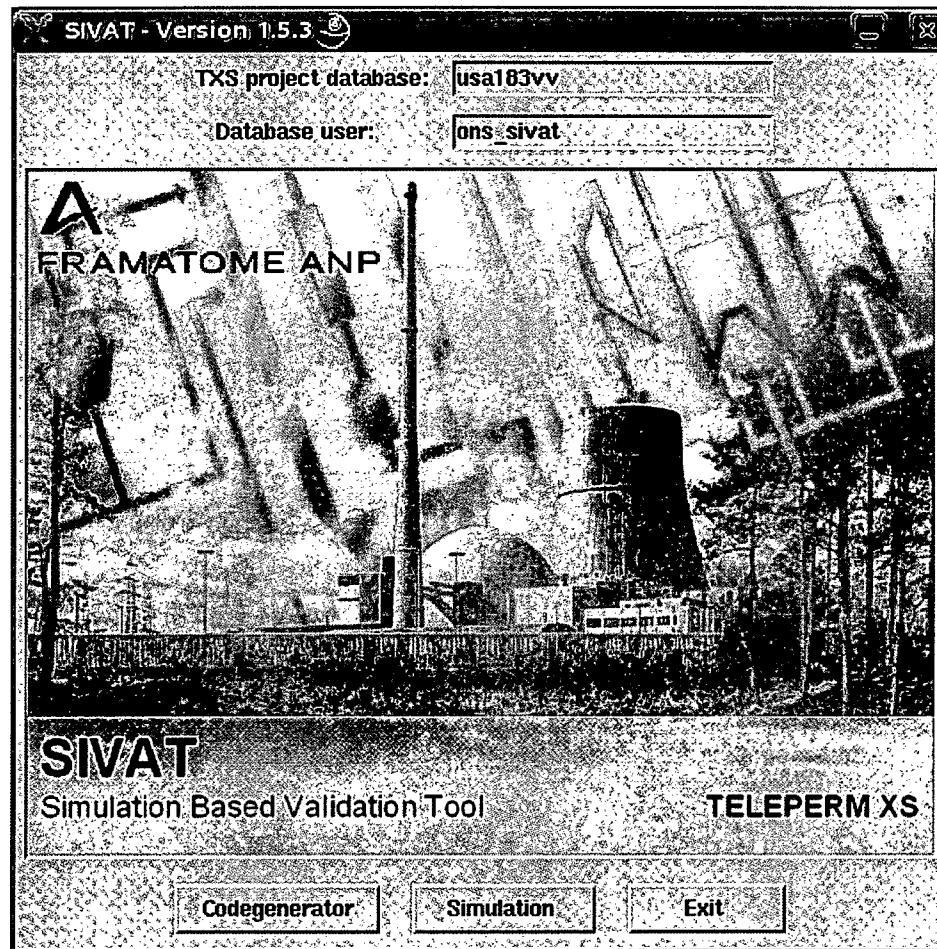 SIVAT - Version 1.5.3
TXS project database: usa183vv
Database user: ons_sivat
A
FRAMATOME ANP
SIVAT
Simulation Based Validation Tool
TELEPERM XS
Codegenerator
Simulation
Exit